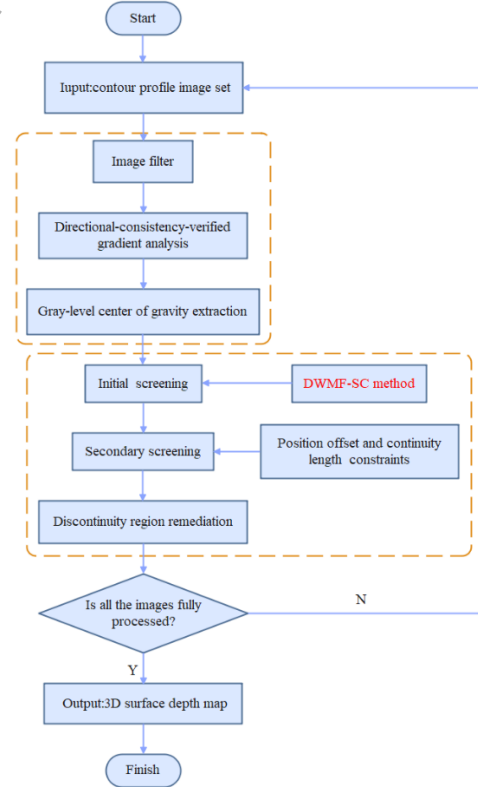 Start
Iuput:contour profile image set
Image filter
Directional-consistency-verified
gradient analysis
Gray-level center of gravity extraction
Initial screening
DWMF-SC method
Secondary screening
Position offset and continuity
length constraints
Discontinuity region remediation
Is all the images fully
processed?
N
Y
Output:3D surface depth map
Finish